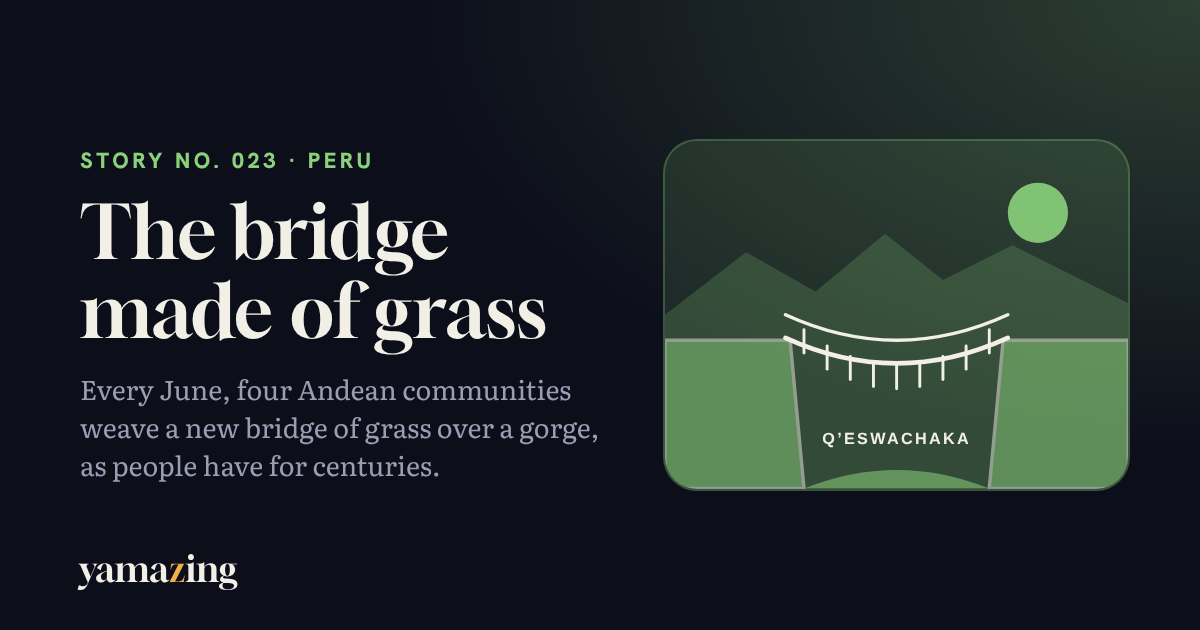 STORY NO. 023 · PERU
The bridge
made of grass
Every June, four Andean communities
weave a new bridge of grass over a gorge,
as people have for centuries.
Q’ESWACHAKA
yamazing